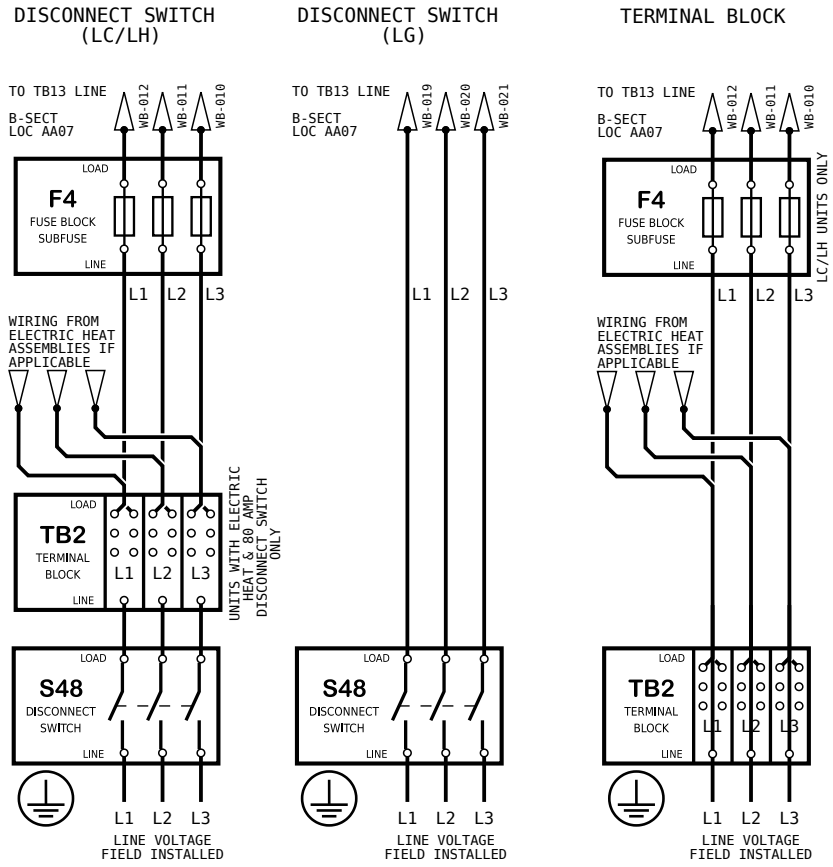 DISCONNECT SWITCH
(LC/LH)
TO TB13 LINE
B-SECT
LOC AA07
WB-012
WB-011
WB-010
LOAD
F4
FUSE BLOCK
SUBFUSE
LINE
L1
L2
L3
WIRING FROM
ELECTRIC HEAT
ASSEMBLIES IF
APPLICABLE
LOAD
TB2
TERMINAL
BLOCK
LINE
L1
L2
L3
UNITS WITH ELECTRIC
HEAT & 80 AMP
DISCONNECT SWITCH
ONLY
LOAD
S48
DISCONNECT
SWITCH
LINE
L1
L2
L3
LINE VOLTAGE
FIELD INSTALLED
DISCONNECT SWITCH
(LG)
TO TB13 LINE
B-SECT
LOC AA07
WB-019
WB-020
WB-021
L1
L2
L3
LOAD
S48
DISCONNECT
SWITCH
LINE
L1
L2
L3
LINE VOLTAGE
FIELD INSTALLED
TERMINAL BLOCK
TO TB13 LINE
B-SECT
LOC AA07
WB-012
WB-011
WB-010
LOAD
F4
FUSE BLOCK
SUBFUSE
LINE
LC/LH UNITS ONLY
L1
L2
L3
WIRING FROM
ELECTRIC HEAT
ASSEMBLIES IF
APPLICABLE
LOAD
TB2
TERMINAL
BLOCK
LINE
L1
L2
L3
L1
L2
L3
LINE VOLTAGE
FIELD INSTALLED